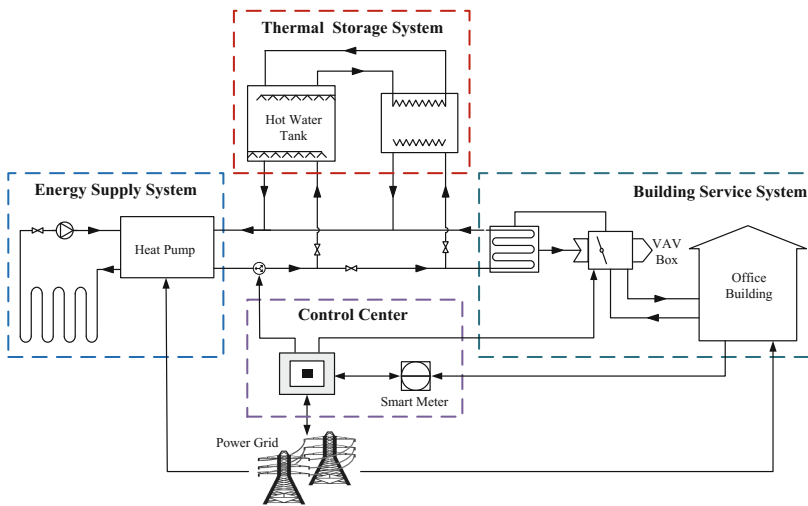 Thermal Storage System
Hot Water
Tank
Energy Supply System
Building Service System
Heat Pump
VAV
Box
Office
Building
Control Center
Smart Meter
Power Grid